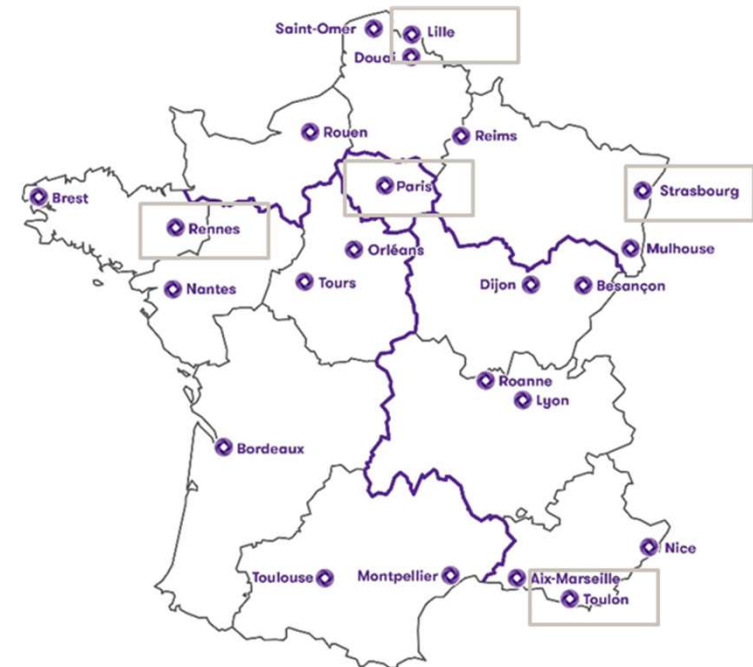 Saint-Omer
Lille
Douai
Rouen
Reims
Brest
Paris
Strasbourg
Rennes
Orléans
Mulhouse
Nantes
Tours
Dijon
Besançon
Roanne
Lyon
Bordeaux
Nice
Toulouse
Montpellier
Aix-Marseille
Toulon